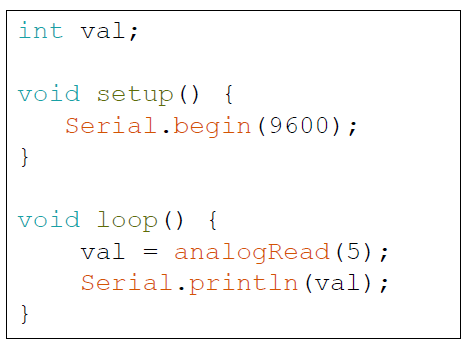 int val;

void setup() {
   Serial.begin(9600);
}

void loop() {
    val = analogRead(5);
    Serial.println(val);
}